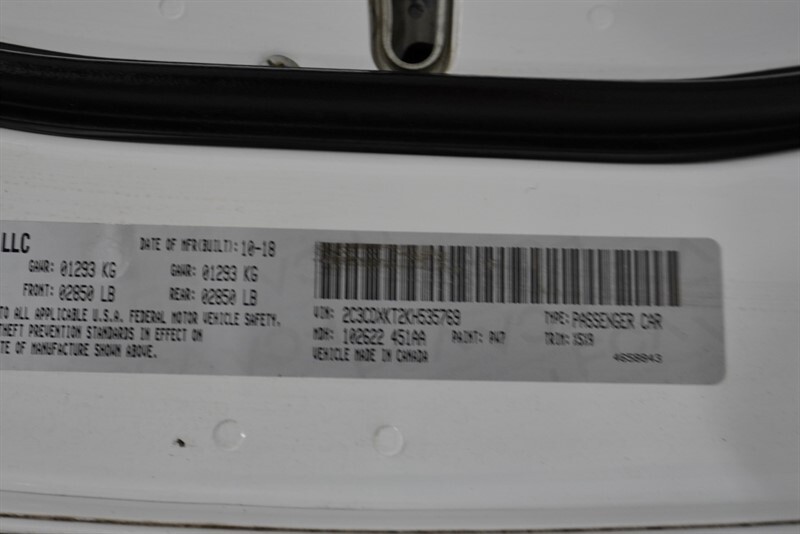 LLC
DATE OF MFR(BUILT):10-18
GAWR: 01293 KG GAWR: 01293 KG
FRONT: 02850 LB REAR: 02850 LB
TO ALL APPLICABLE U.S.A. FEDERAL MOTOR VEHICLE SAFETY,
THEFT PREVENTION STANDARDS IN EFFECT ON
TE OF MANUFACTURE SHOWN ABOVE.
VIN: 2C3CDXKT2KH535769 TYPE:PASSENGER CAR
MDH: 102622 451AA PAINT: PW7 TRIM: X5X9
VEHICLE MADE IN CANADA